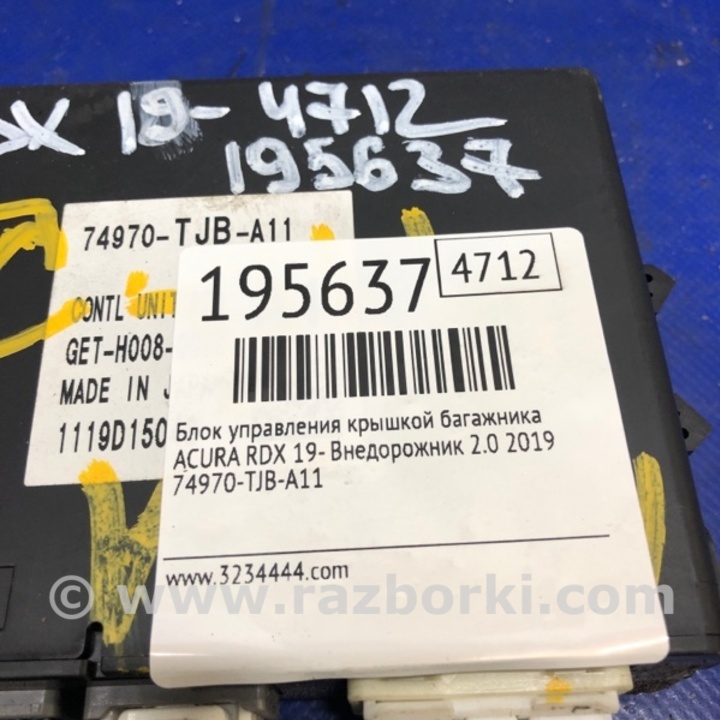 19- 4712
195637
74970-TJB-A11
CONTL UNIT
GET-H008-
MADE IN
1119D150
195637
4712
Блок управления крышкой багажника
ACURA RDX 19- Внедорожник 2.0 2019
74970-TJB-A11
www.3234444.com
© www.razborki.com